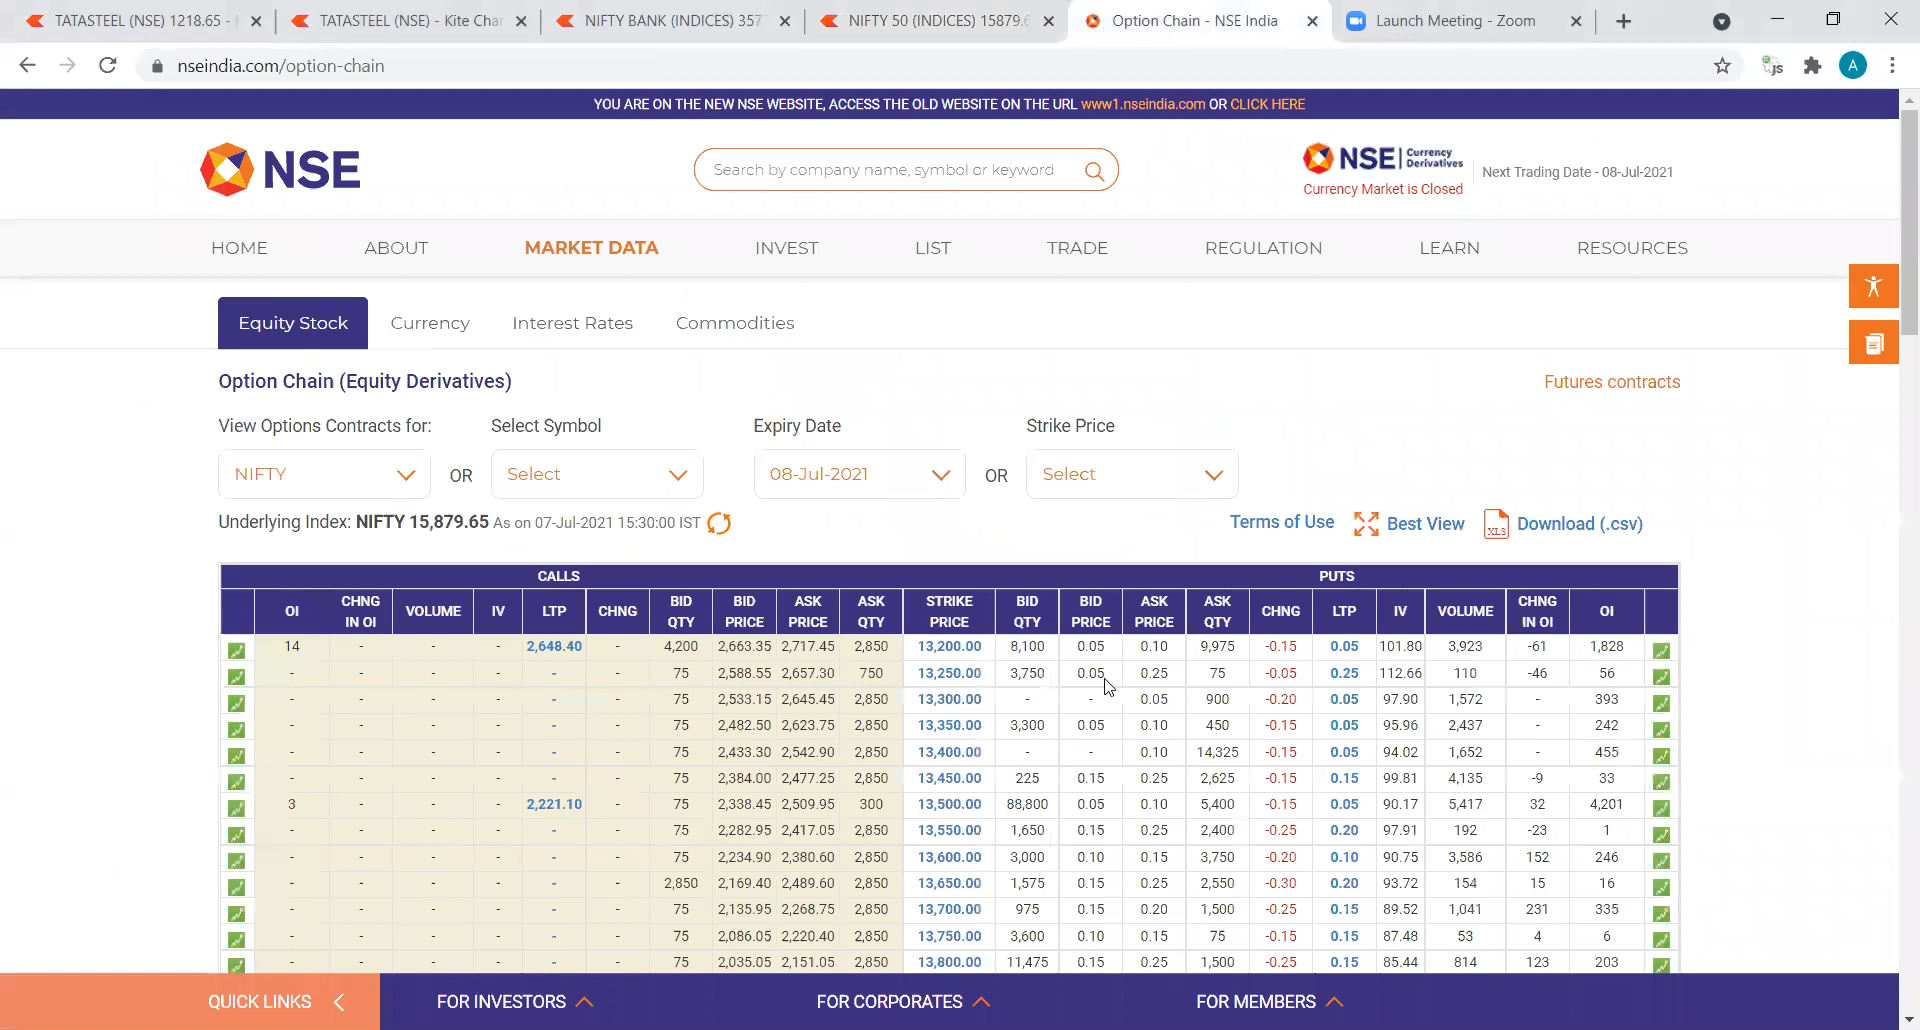 TATASTEEL (NSE) 1218.65 -
TATASTEEL (NSE) - Kite Cha
NIFTY BANK (INDICES) 357
NIFTY 50 (INDICES) 15879.6
Option Chain - NSE India
Launch Meeting - Zoom
nseindia.com/option-chain
JS
A
YOU ARE ON THE NEW NSE WEBSITE, ACCESS THE OLD WEBSITE ON THE URL www1.nseindia.com OR CLICK HERE
NSE
Search by company name, symbol or keyword
NSE Currency Derivatives
Currency Market is Closed
Next Trading Date - 08-Jul-2021
HOME ABOUT MARKET DATA INVEST LIST TRADE REGULATION LEARN RESOURCES
Equity Stock Currency Interest Rates Commodities
Option Chain (Equity Derivatives) Futures contracts
View Options Contracts for: Select Symbol Expiry Date Strike Price
NIFTY OR Select 08-Jul-2021 OR Select
Underlying Index: NIFTY 15,879.65 As on 07-Jul-2021 15:30:00 IST Terms of Use Best View XLS Download (.csv)
CALLS PUTS
OI CHNG IN OI VOLUME IV LTP CHNG BID QTY BID PRICE ASK PRICE ASK QTY STRIKE PRICE BID QTY BID PRICE ASK PRICE ASK QTY CHNG LTP IV VOLUME CHNG IN OI OI
14 - - - 2,648.40 - 4,200 2,663.35 2,717.45 2,850 13,200.00 8,100 0.05 0.10 9,975 -0.15 0.05 101.80 3,923 -61 1,828
- - - - - - 75 2,588.55 2,657.30 750 13,250.00 3,750 0.05 0.25 75 -0.05 0.25 112.66 110 -46 56
- - - - - - 75 2,533.15 2,645.45 2,850 13,300.00 - - 0.05 900 -0.20 0.05 97.90 1,572 - 393
- - - - - - 75 2,482.50 2,623.75 2,850 13,350.00 3,300 0.05 0.10 450 -0.15 0.05 95.96 2,437 - 242
- - - - - - 75 2,433.30 2,542.90 2,850 13,400.00 - - 0.10 14,325 -0.15 0.05 94.02 1,652 - 455
- - - - - - 75 2,384.00 2,477.25 2,850 13,450.00 225 0.15 0.25 2,625 -0.15 0.15 99.81 4,135 -9 33
3 - - - 2,221.10 - 75 2,338.45 2,509.95 300 13,500.00 88,800 0.05 0.10 5,400 -0.15 0.05 90.17 5,417 32 4,201
- - - - - - 75 2,282.95 2,417.05 2,850 13,550.00 1,650 0.15 0.25 2,400 -0.25 0.20 97.91 192 -23 1
- - - - - - 75 2,234.90 2,380.60 2,850 13,600.00 3,000 0.10 0.15 3,750 -0.20 0.10 90.75 3,586 152 246
- - - - - - 2,850 2,169.40 2,489.60 2,850 13,650.00 1,575 0.15 0.25 2,550 -0.30 0.20 93.72 154 15 16
- - - - - - 75 2,135.95 2,268.75 2,850 13,700.00 975 0.15 0.20 1,500 -0.25 0.15 89.52 1,041 231 335
- - - - - - 75 2,086.05 2,220.40 2,850 13,750.00 3,600 0.10 0.15 75 -0.15 0.15 87.48 53 4 6
- - - - - - 75 2,035.05 2,151.05 2,850 13,800.00 11,475 0.15 0.25 1,500 -0.25 0.15 85.44 814 123 203
QUICK LINKS FOR INVESTORS FOR CORPORATES FOR MEMBERS